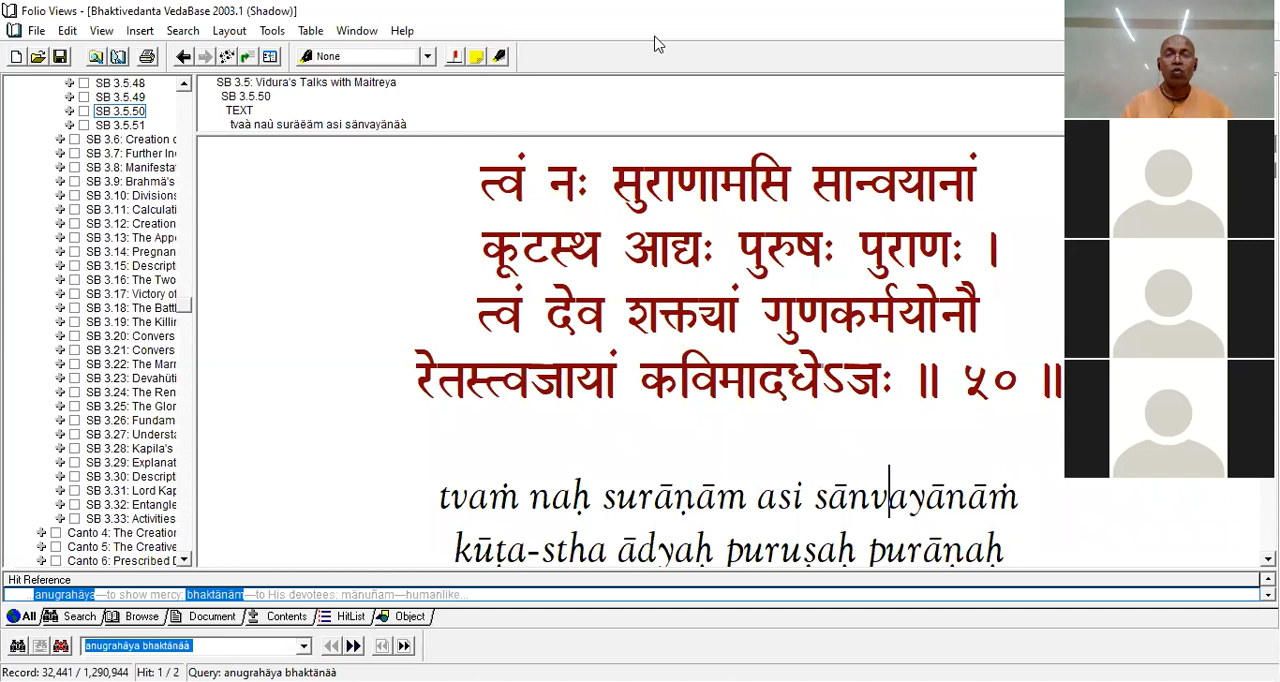 Folio Views - [Bhaktivedanta VedaBase 2003.1 (Shadow)]
File Edit View Insert Search Layout Tools Table Window Help
None
SB 3.5.48
SB 3.5.49
SB 3.5.50
SB 3.5.51
SB 3.6: Creation o
SB 3.7: Further In
SB 3.8: Manifesta
SB 3.9: Brahmä's
SB 3.10: Divisions
SB 3.11: Calculati
SB 3.12: Creation
SB 3.13: The Appe
SB 3.14: Pregnan
SB 3.15: Descript
SB 3.16: The Two
SB 3.17: Victory of
SB 3.18: The Battl
SB 3.19: The Killin
SB 3.20: Convers
SB 3.21: Convers
SB 3.22: The Marr
SB 3.23: Devahüti
SB 3.24: The Ren
SB 3.25: The Glor
SB 3.26: Fundam
SB 3.27: Underst
SB 3.28: Kapila's
SB 3.29: Explanat
SB 3.30: Descript
SB 3.31: Lord Kap
SB 3.32: Entangle
SB 3.33: Activities
Canto 4: The Creation
Canto 5: The Creative
Canto 6: Prescribed D
SB 3.5: Vidura's Talks with Maitreya
SB 3.5.50
TEXT
tvaà naù suräëäm asi sänvayänäà
त्वं नः सुराणामसि सान्वयानां
कूटस्थ आद्यः पुरुषः पुराणः ।
त्वं देव शक्त्यां गुणकर्मयोनौ
रेतस्त्वजायां कविमादधेऽजः ॥ ५० ॥
tvaṁ naḥ surāṇām asi sānvayānāṁ
kūṭa-stha ādyaḥ puruṣaḥ purāṇaḥ
Hit Reference
...anugrahäya—to show mercy; bhaktänäm—to His devotees; mänuñam—humanlike...
All Search Browse Document Contents HitList Object
anugrahäya bhaktänäà
Record: 32,441 / 1,290,944 Hit: 1 / 2 Query: anugrahäya bhaktänäà